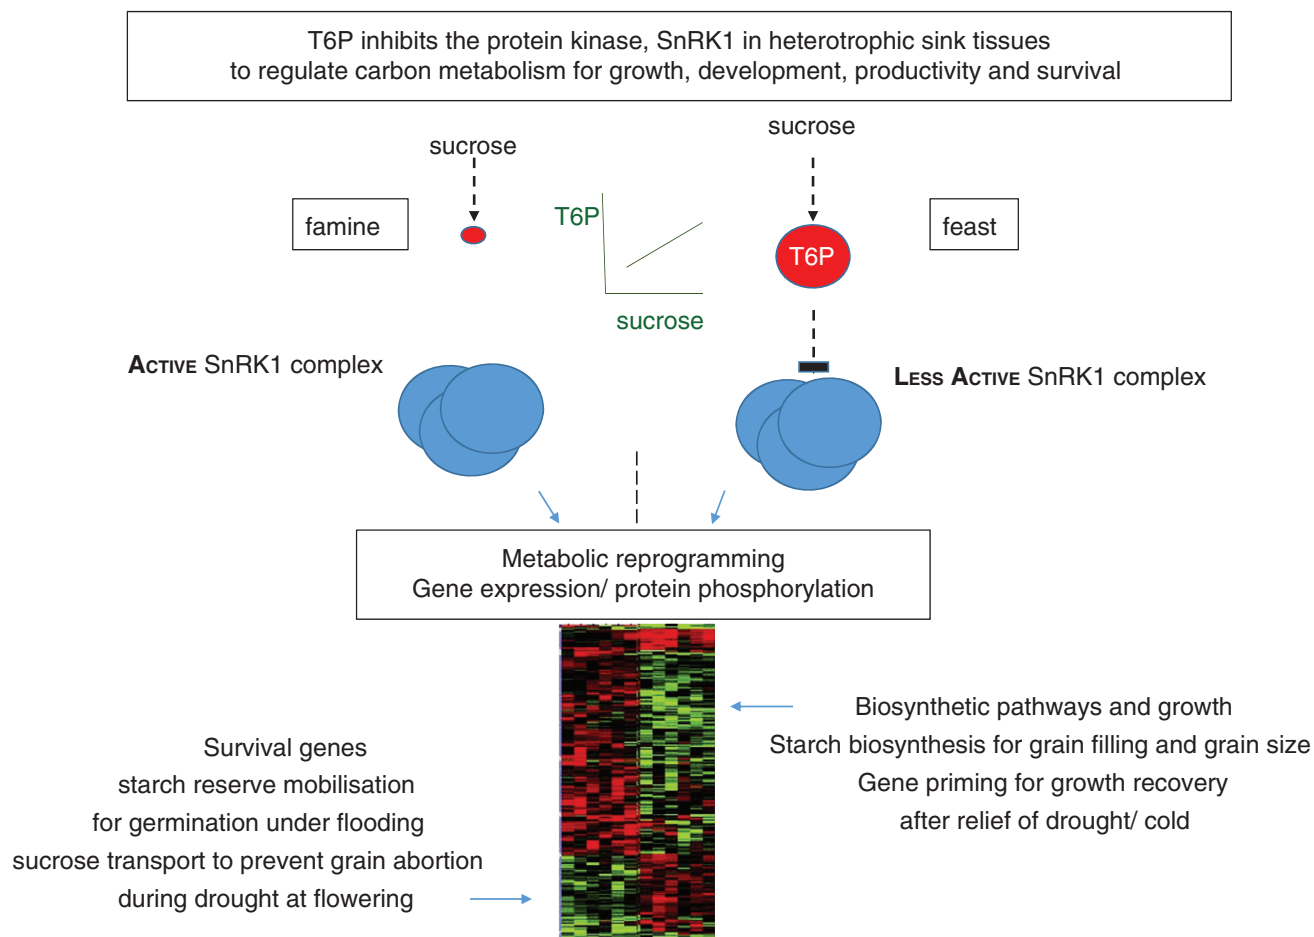 T6P inhibits the protein kinase, SnRK1 in heterotrophic sink tissues
to regulate carbon metabolism for growth, development, productivity and survival
sucrose
sucrose
famine
T6P
T6P
feast
sucrose
ACTIVE SnRK1 complex
LESS ACTIVE SnRK1 complex
Metabolic reprogramming
Gene expression/ protein phosphorylation
Biosynthetic pathways and growth
Starch biosynthesis for grain filling and grain size
Gene priming for growth recovery
after relief of drought/ cold
Survival genes
starch reserve mobilisation
for germination under flooding
sucrose transport to prevent grain abortion
during drought at flowering